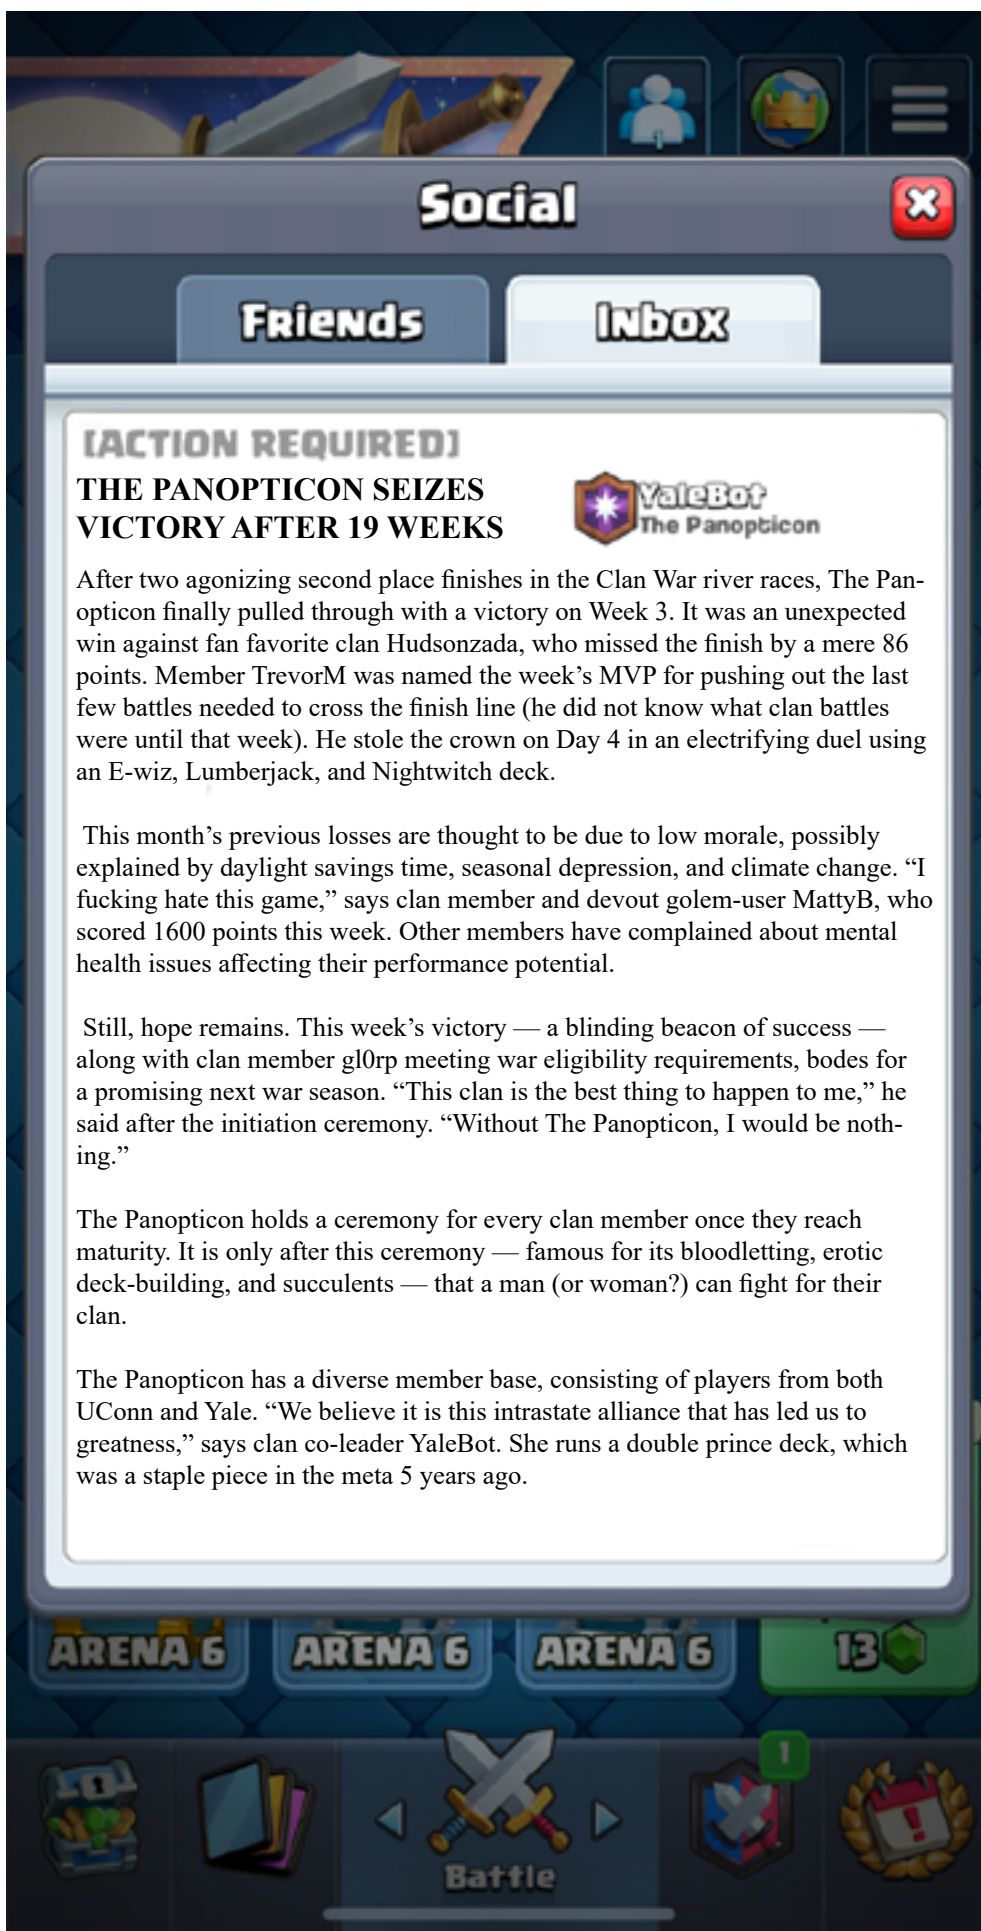 Social
Friends
Inbox
[ACTION REQUIRED]
THE PANOPTICON SEIZES
VICTORY AFTER 19 WEEKS
YaleBot
The Panopticon
After two agonizing second place finishes in the Clan War river races, The Pan-
opticon finally pulled through with a victory on Week 3. It was an unexpected
win against fan favorite clan Hudsonzada, who missed the finish by a mere 86
points. Member TrevorM was named the week’s MVP for pushing out the last
few battles needed to cross the finish line (he did not know what clan battles
were until that week). He stole the crown on Day 4 in an electrifying duel using
an E-wiz, Lumberjack, and Nightwitch deck.
This month’s previous losses are thought to be due to low morale, possibly
explained by daylight savings time, seasonal depression, and climate change. “I
fucking hate this game,” says clan member and devout golem-user MattyB, who
scored 1600 points this week. Other members have complained about mental
health issues affecting their performance potential.
Still, hope remains. This week’s victory — a blinding beacon of success —
along with clan member gl0rp meeting war eligibility requirements, bodes for
a promising next war season. “This clan is the best thing to happen to me,” he
said after the initiation ceremony. “Without The Panopticon, I would be noth-
ing.”
The Panopticon holds a ceremony for every clan member once they reach
maturity. It is only after this ceremony — famous for its bloodletting, erotic
deck-building, and succulents — that a man (or woman?) can fight for their
clan.
The Panopticon has a diverse member base, consisting of players from both
UConn and Yale. “We believe it is this intrastate alliance that has led us to
greatness,” says clan co-leader YaleBot. She runs a double prince deck, which
was a staple piece in the meta 5 years ago.
ARENA 6
ARENA 6
ARENA 6
13
1
Battle